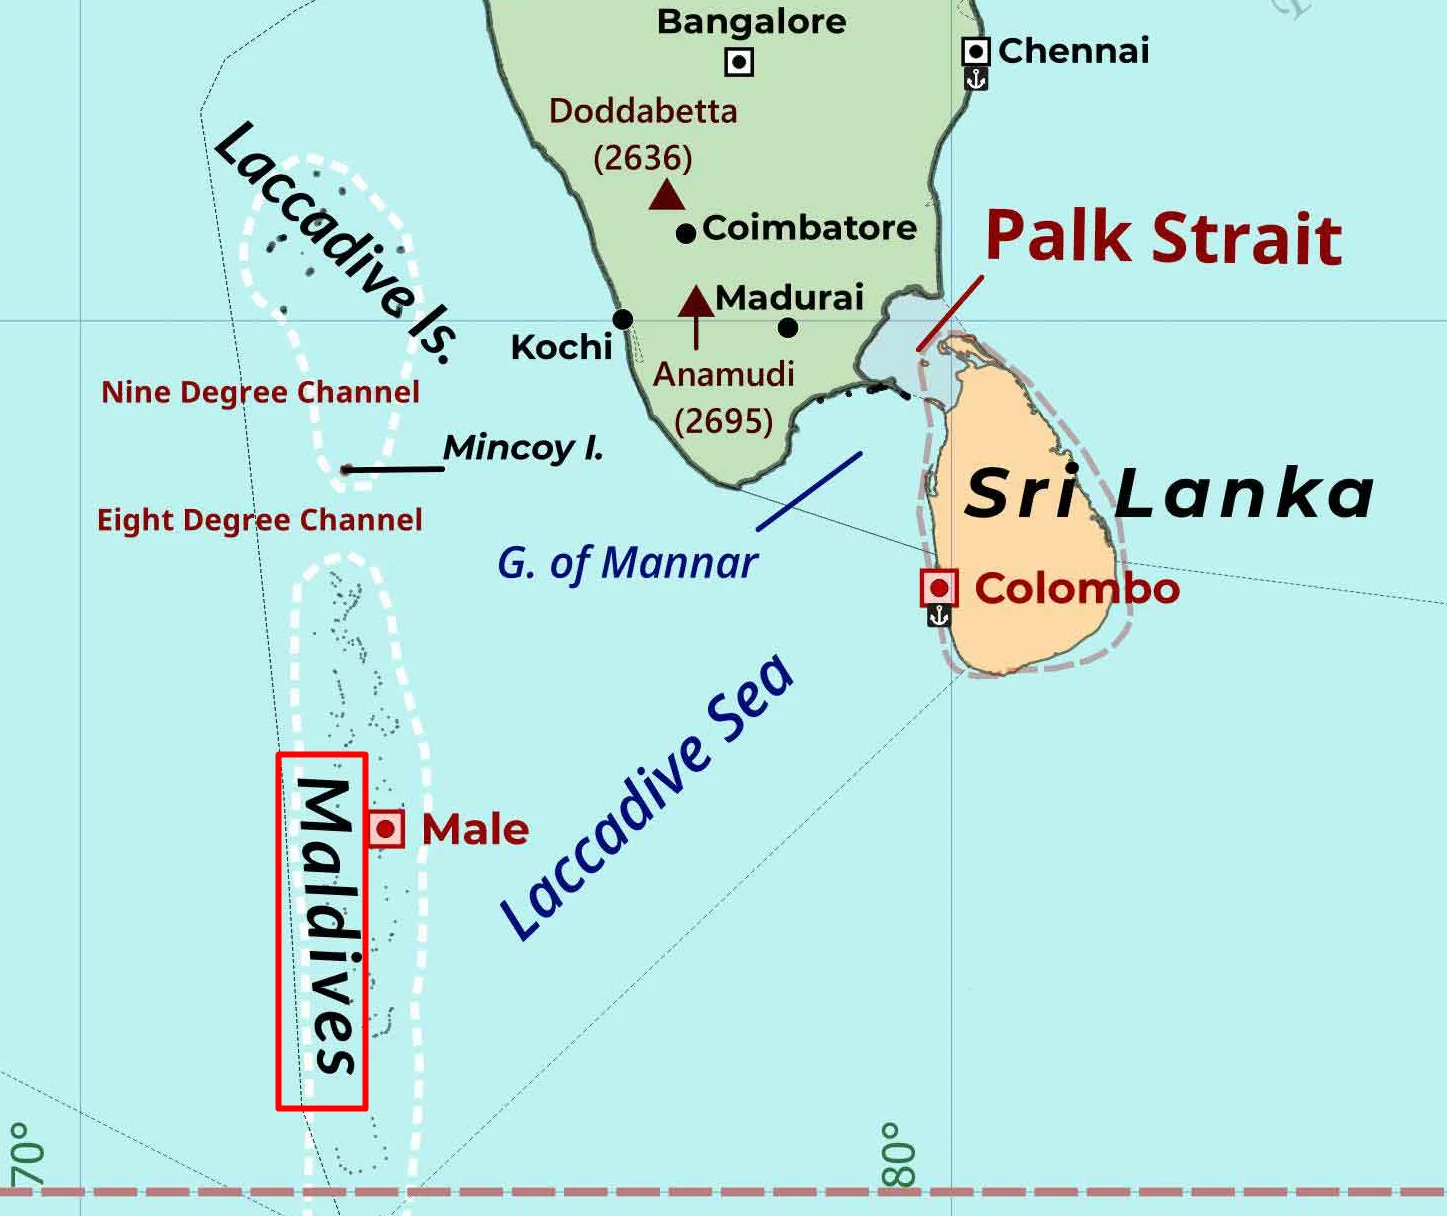 Bangalore
Chennai
Doddabetta
(2636)
Laccadive Is.
Coimbatore
Palk Strait
Madurai
Kochi
Anamudi
(2695)
Nine Degree Channel
Mincoy I.
Sri Lanka
Eight Degree Channel
G. of Mannar
Colombo
Laccadive Sea
Maldives
Male
70°
80°